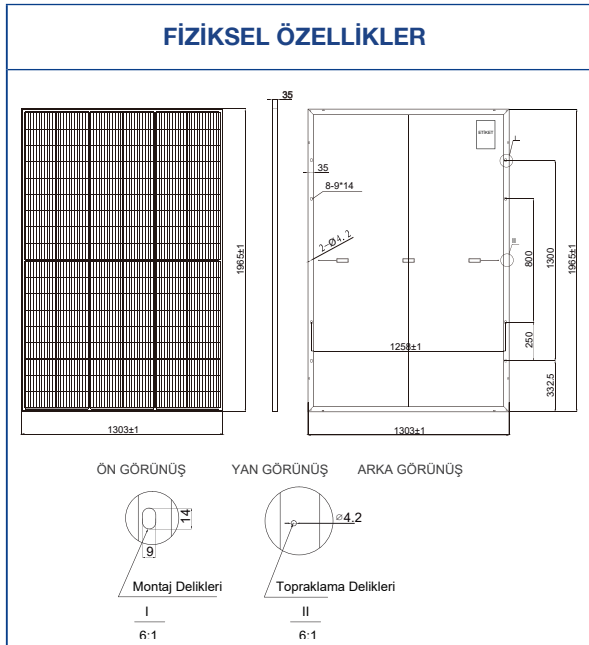 FİZİKSEL ÖZELLİKLER
35
ETİKET
I
35
8-9*14
2-Ø4.2
II
1965±1
800
1300
1965±1
1258±1
250
332.5
1303±1
1303±1
ÖN GÖRÜNÜŞ
YAN GÖRÜNÜŞ
ARKA GÖRÜNÜŞ
14
9
Ø4.2
Montaj Delikleri
Topraklama Delikleri
I
II
6:1
6:1